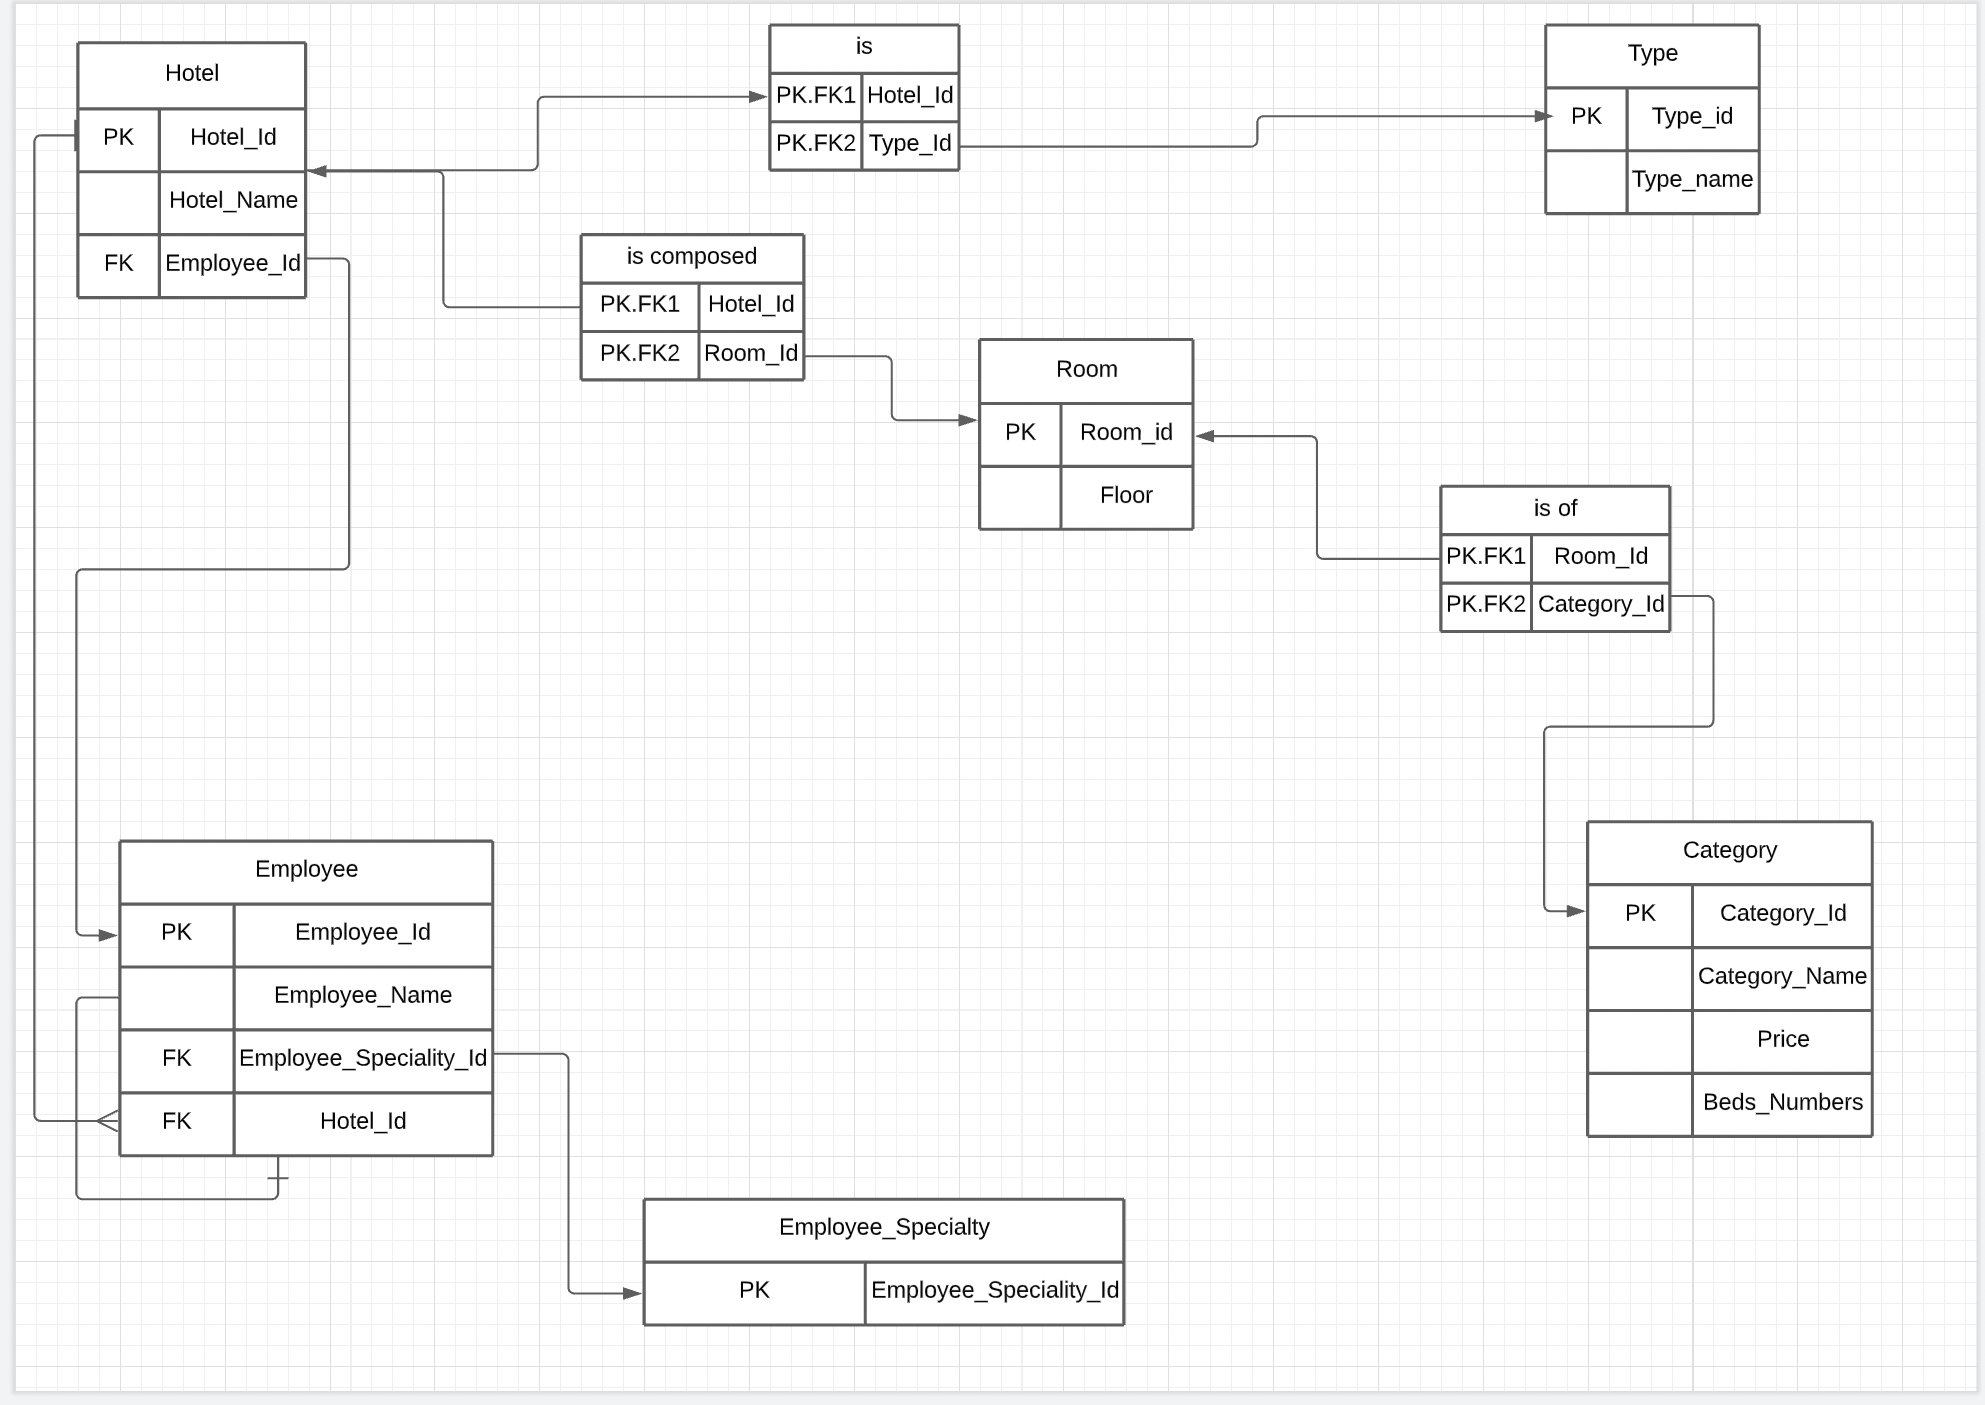 Hotel
PK Hotel_Id
Hotel_Name
FK Employee_Id
is
PK.FK1 Hotel_Id
PK.FK2 Type_Id
Type
PK Type_id
Type_name
is composed
PK.FK1 Hotel_Id
PK.FK2 Room_Id
Room
PK Room_id
Floor
is of
PK.FK1 Room_Id
PK.FK2 Category_Id
Employee
PK Employee_Id
Employee_Name
FK Employee_Speciality_Id
FK Hotel_Id
Category
PK Category_Id
Category_Name
Price
Beds_Numbers
Employee_Specialty
PK Employee_Speciality_Id